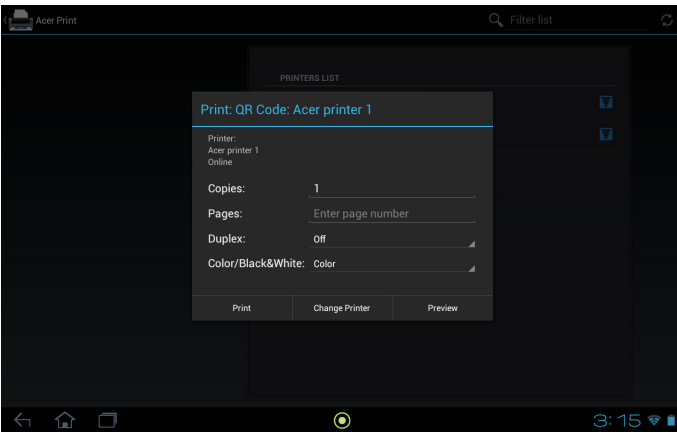 Acer Print
Filter list
PRINTERS LIST
Print: QR Code: Acer printer 1
Printer:
Acer printer 1
Online
Copies: 1
Pages: Enter page number
Duplex: Off
Color/Black&White: Color
Print Change Printer Preview
3:15